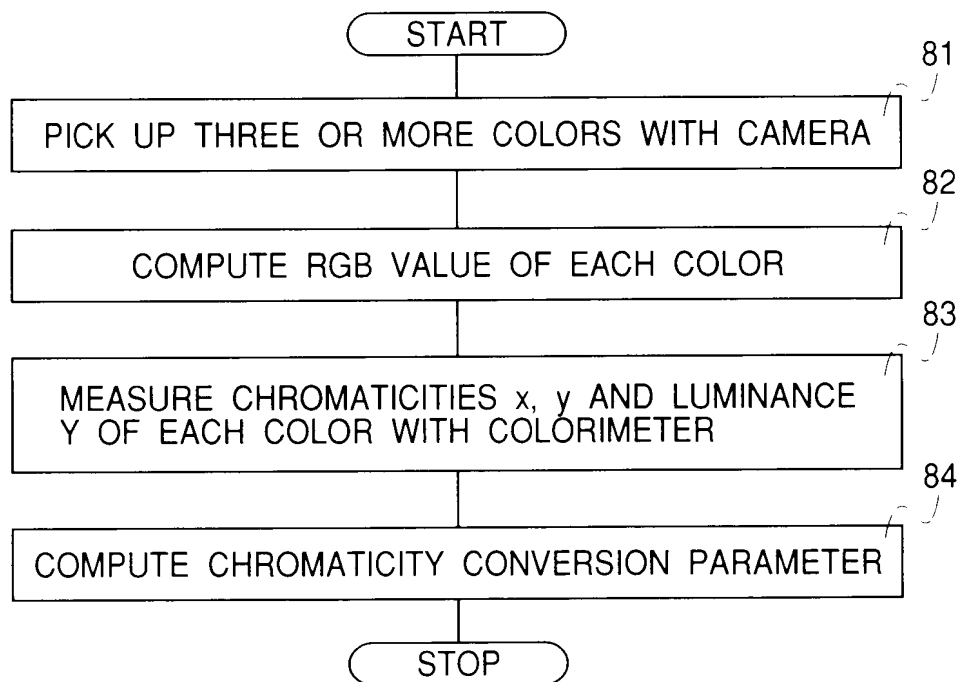 START
81
PICK UP THREE OR MORE COLORS WITH CAMERA
82
COMPUTE RGB VALUE OF EACH COLOR
83
MEASURE CHROMATICITIES x, y AND LUMINANCE
Y OF EACH COLOR WITH COLORIMETER
84
COMPUTE CHROMATICITY CONVERSION PARAMETER
STOP